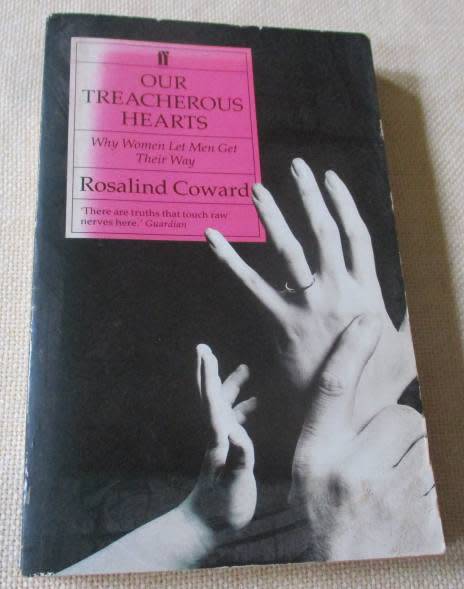 ff
OUR
TREACHEROUS
HEARTS
Why Women Let Men Get
Their Way
Rosalind Coward
'There are truths that touch raw
nerves here.' Guardian